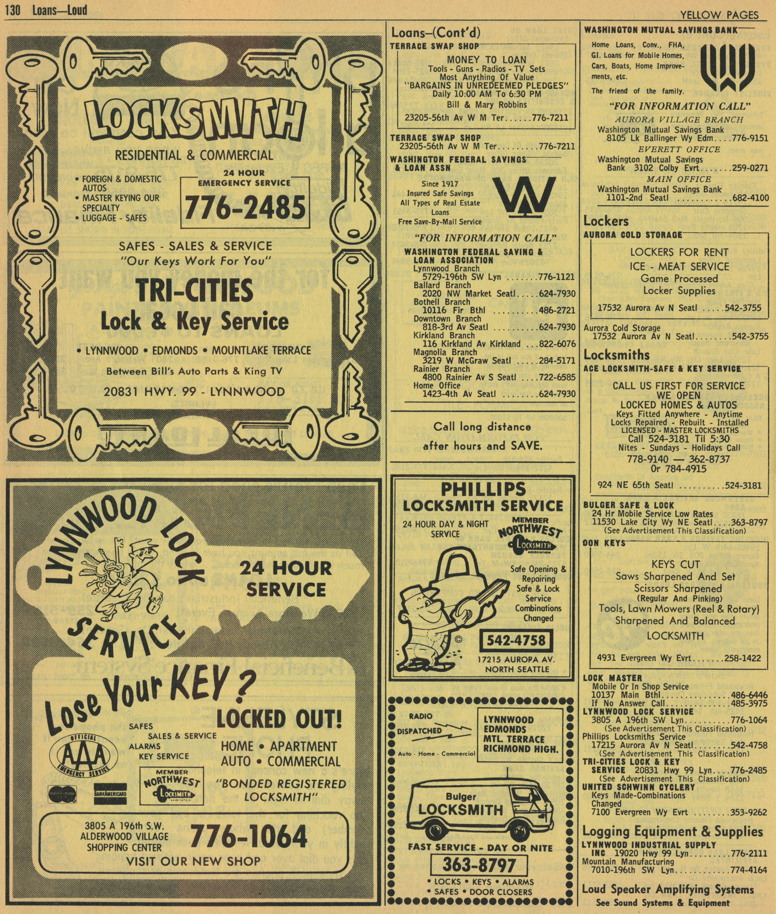 130 Loans—Loud
YELLOW PAGES
LOCKSMITH
RESIDENTIAL & COMMERCIAL
• FOREIGN & DOMESTIC
AUTOS
• MASTER KEYING OUR
SPECIALTY
• LUGGAGE - SAFES
24 HOUR
EMERGENCY SERVICE
776-2485
SAFES - SALES & SERVICE
"Our Keys Work For You"
TRI-CITIES
Lock & Key Service
• LYNNWOOD • EDMONDS • MOUNTLAKE TERRACE
Between Bill's Auto Parts & King TV
20831 HWY. 99 - LYNNWOOD
LYNNWOOD LOCK
SERVICE
24 HOUR
SERVICE
Lose Your KEY?
LOCKED OUT!
SAFES
SALES & SERVICE
ALARMS
KEY SERVICE
HOME • APARTMENT
AUTO • COMMERCIAL
OFFICIAL
AAA
EMERGENCY SERVICE
MEMBER
NORTHWEST
LOCKSMITH
"BONDED REGISTERED
LOCKSMITH"
3805 A 196th S.W.
ALDERWOOD VILLAGE
SHOPPING CENTER
776-1064
VISIT OUR NEW SHOP
Loans—(Cont'd)
TERRACE SWAP SHOP
MONEY TO LOAN
Tools - Guns - Radios - TV Sets
Most Anything Of Value
"BARGAINS IN UNREDEEMED PLEDGES"
Daily 10:00 AM To 6:30 PM
Bill & Mary Robbins
23205-56th Av W M Ter......776-7211
TERRACE SWAP SHOP
23205-56th Av W M Ter.......776-7211
WASHINGTON FEDERAL SAVINGS
& LOAN ASSN
Since 1917
Insured Safe Savings
All Types of Real Estate
Loans
Free Save-By-Mail Service
"FOR INFORMATION CALL"
WASHINGTON FEDERAL SAVING &
LOAN ASSOCIATION
Lynnwood Branch
5729-196th SW Lyn .......776-1121
Ballard Branch
2020 NW Market Seatl....624-7930
Bothell Branch
10116 Fir Bthl ...........486-2721
Downtown Branch
818-3rd Av Seatl .........624-7930
Kirkland Branch
116 Kirkland Av Kirkland ...822-6076
Magnolia Branch
3219 W McGraw Seatl ....284-5171
Rainier Branch
4800 Rainier Av S Seatl ....722-6585
Home Office
1423-4th Av Seatl ........624-7930
Call long distance
after hours and SAVE.
PHILLIPS
LOCKSMITH SERVICE
24 HOUR DAY & NIGHT
SERVICE
MEMBER
NORTHWEST
LOCKSMITH
Safe Opening &
Repairing
Safe & Lock
Service
Combinations
Changed
542-4758
17215 AURORA AV.
NORTH SEATTLE
RADIO
DISPATCHED
Auto - Home - Commercial
LYNNWOOD
EDMONDS
MTL. TERRACE
RICHMOND HIGH.
Bulger
LOCKSMITH
FAST SERVICE - DAY OR NITE
363-8797
• LOCKS • KEYS • ALARMS
• SAFES • DOOR CLOSERS
WASHINGTON MUTUAL SAVINGS BANK
Home Loans, Conv., FHA,
GI. Loans for Mobile Homes,
Cars, Boats, Home Improve-
ments, etc.
The friend of the family.
"FOR INFORMATION CALL"
AURORA VILLAGE BRANCH
Washington Mutual Savings Bank
8105 Lk Ballinger Wy Edm....776-9151
EVERETT OFFICE
Washington Mutual Savings
Bank 3102 Colby Evrt.....259-0271
MAIN OFFICE
Washington Mutual Savings Bank
1101-2nd Seatl ..............682-4100
Lockers
AURORA COLD STORAGE
LOCKERS FOR RENT
ICE - MEAT SERVICE
Game Processed
Locker Supplies
17532 Aurora Av N Seatl ....542-3755
Aurora Cold Storage
17532 Aurora Av N Seatl.......542-3755
Locksmiths
ACE LOCKSMITH-SAFE & KEY SERVICE
CALL US FIRST FOR SERVICE
WE OPEN
LOCKED HOMES & AUTOS
Keys Fitted Anywhere - Anytime
Locks Repaired - Rebuilt - Installed
LICENSED - MASTER LOCKSMITHS
Call 524-3181 Til 5:30
Nites - Sundays - Holidays Call
778-9140 — 362-8737
Or 784-4915
924 NE 65th Seatl ..........524-3181
BULGER SAFE & LOCK
24 Hr Mobile Service Low Rates
11530 Lake City Wy NE Seatl....363-8797
(See Advertisement This Classification)
DON KEYS
KEYS CUT
Saws Sharpened And Set
Scissors Sharpened
(Regular And Pinking)
Tools, Lawn Mowers (Reel & Rotary)
Sharpened And Balanced
LOCKSMITH
4931 Evergreen Wy Evrt.......258-1422
LOCK MASTER
Mobile Or In Shop Service
10137 Main Bthl................486-6446
If No Answer Call..............485-3975
LYNNWOOD LOCK SERVICE
3805 A 196th SW Lyn..........776-1064
(See Advertisement This Classification)
Phillips Locksmiths Service
17215 Aurora Av N Seatl.......542-4758
(See Advertisement This Classification)
TRI-CITIES LOCK & KEY
SERVICE 20831 Hwy 99 Lyn....776-2485
(See Advertisement This Classification)
UNITED SCHWINN CYCLERY
Keys Made-Combinations
Changed
7100 Evergreen Wy Evrt .......353-9262
Logging Equipment & Supplies
LYNNWOOD INDUSTRIAL SUPPLY
INC 19020 Hwy 99 Lyn........776-2111
Mountain Manufacturing
7010-196th SW Lyn...........774-4164
Loud Speaker Amplifying Systems
See Sound Systems & Equipment